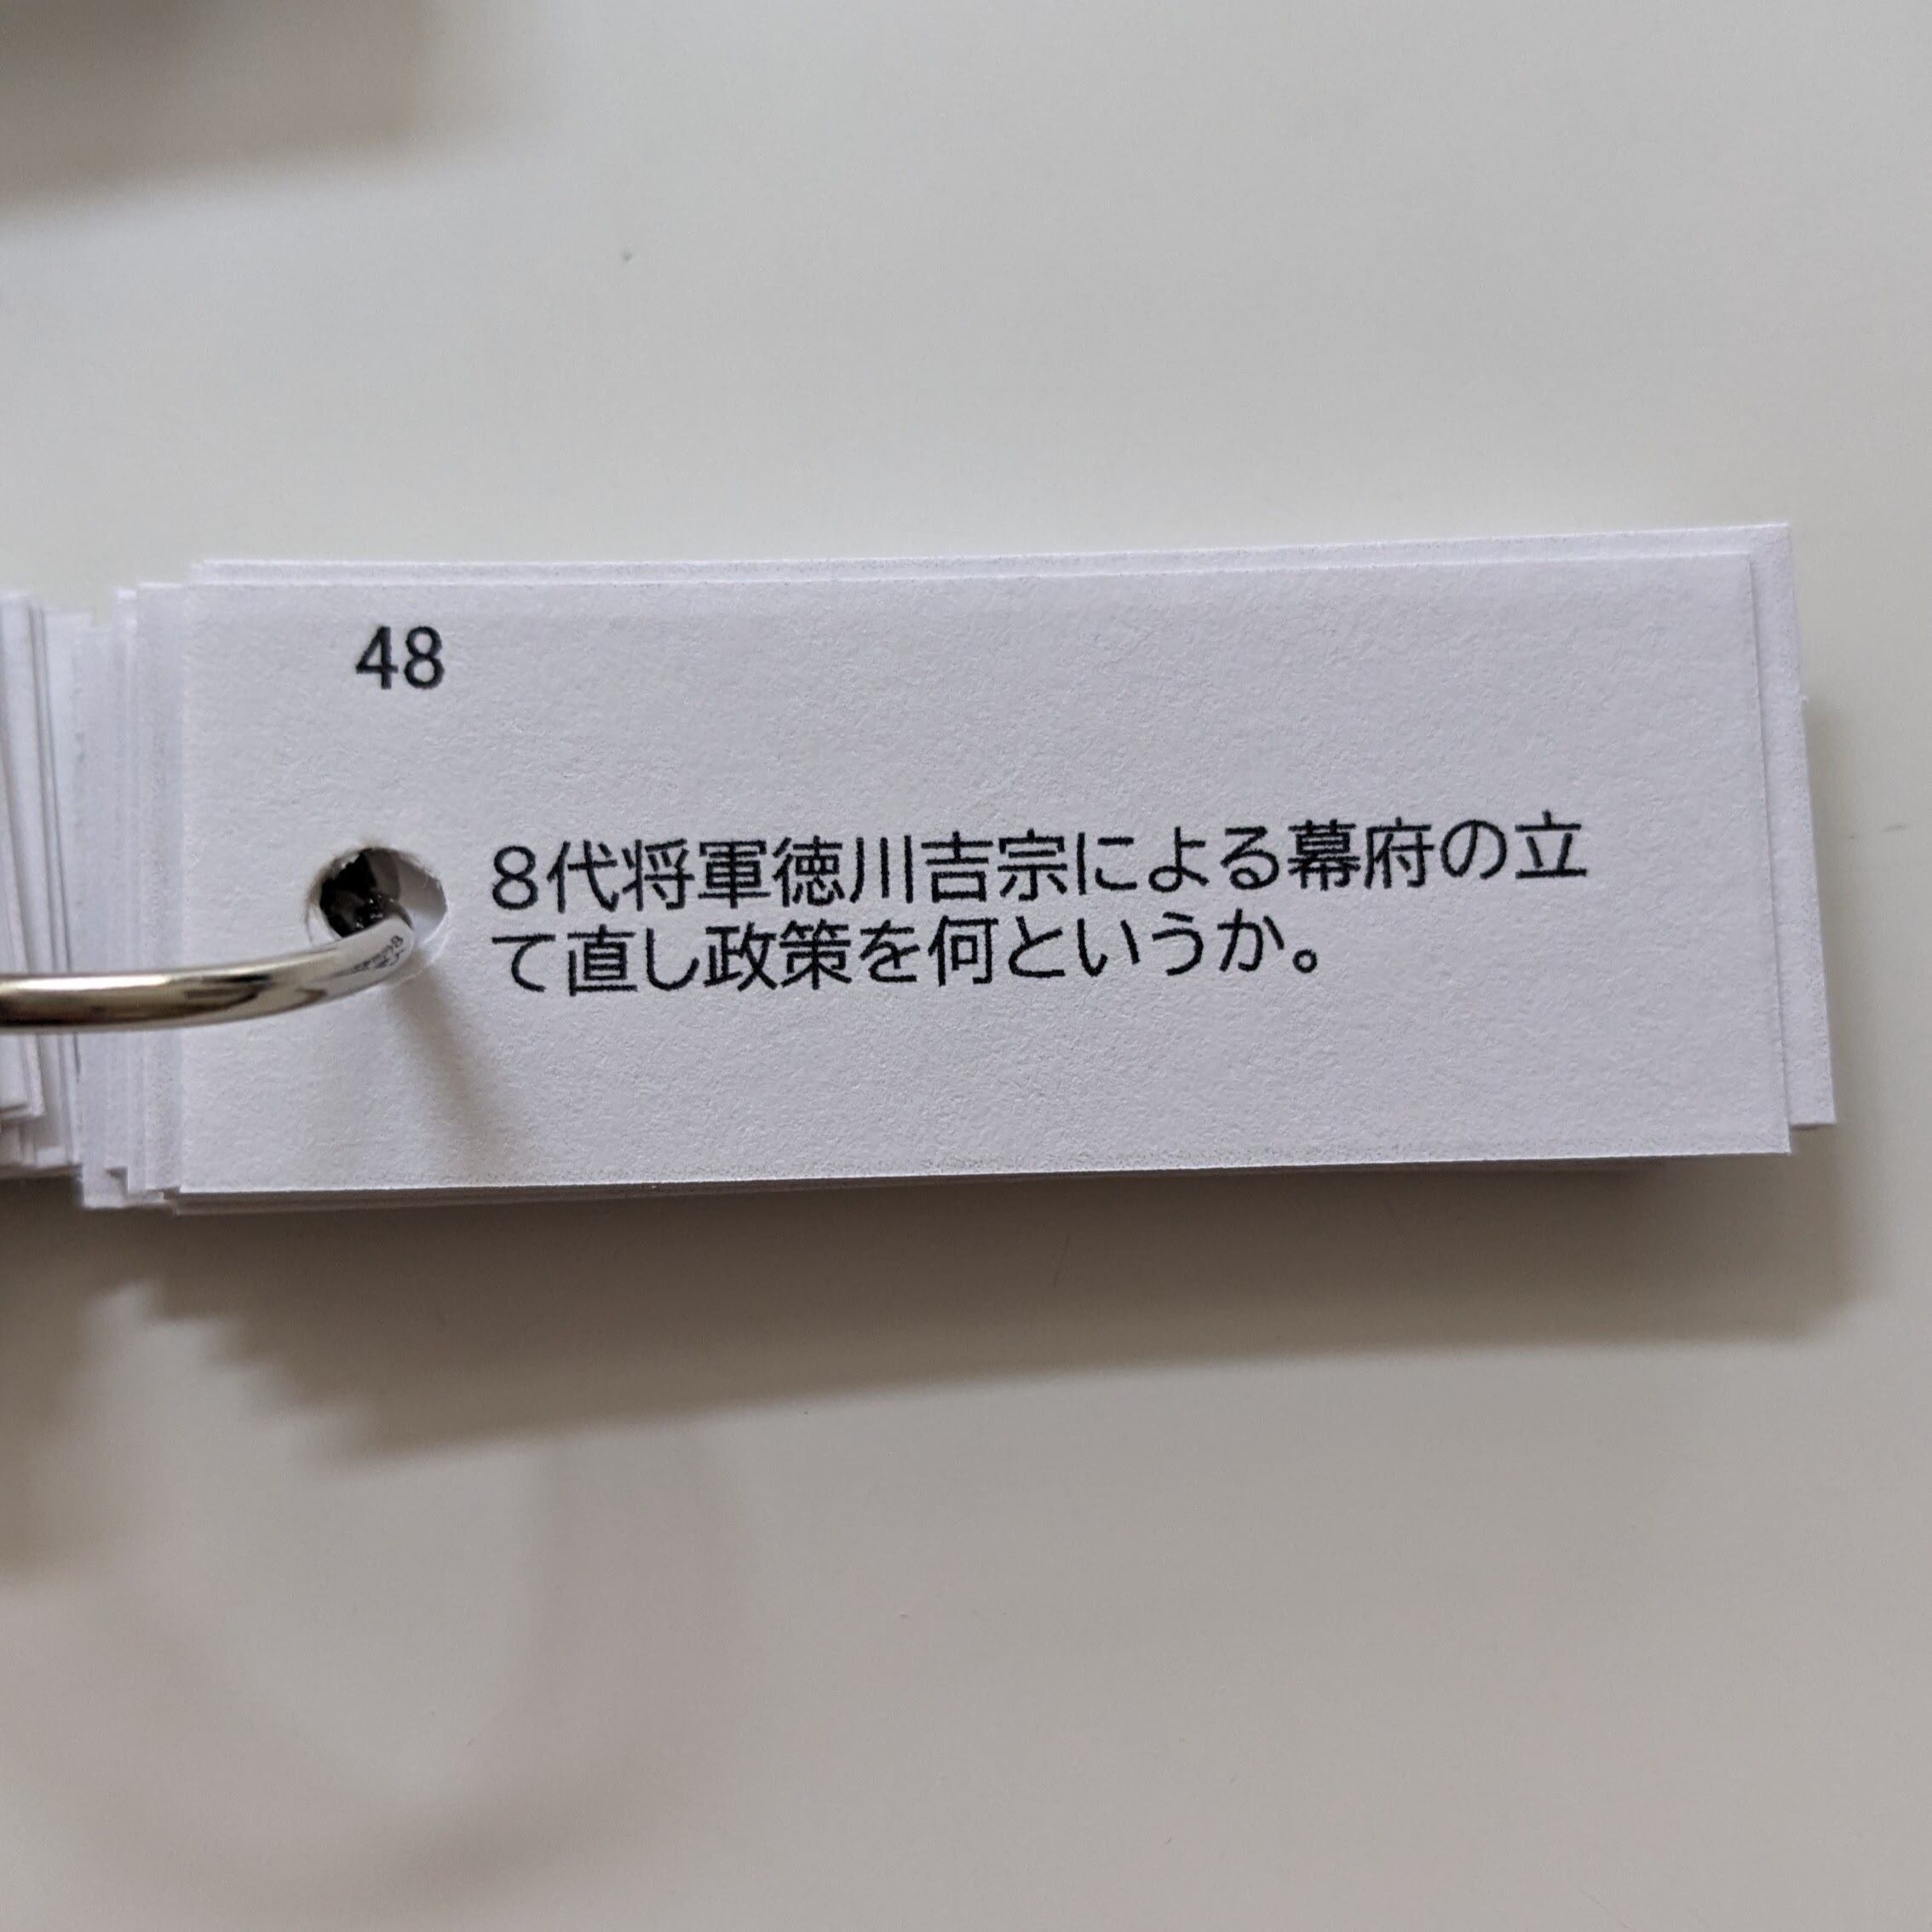 48
8代将軍徳川吉宗による幕府の立
て直し政策を何というか。